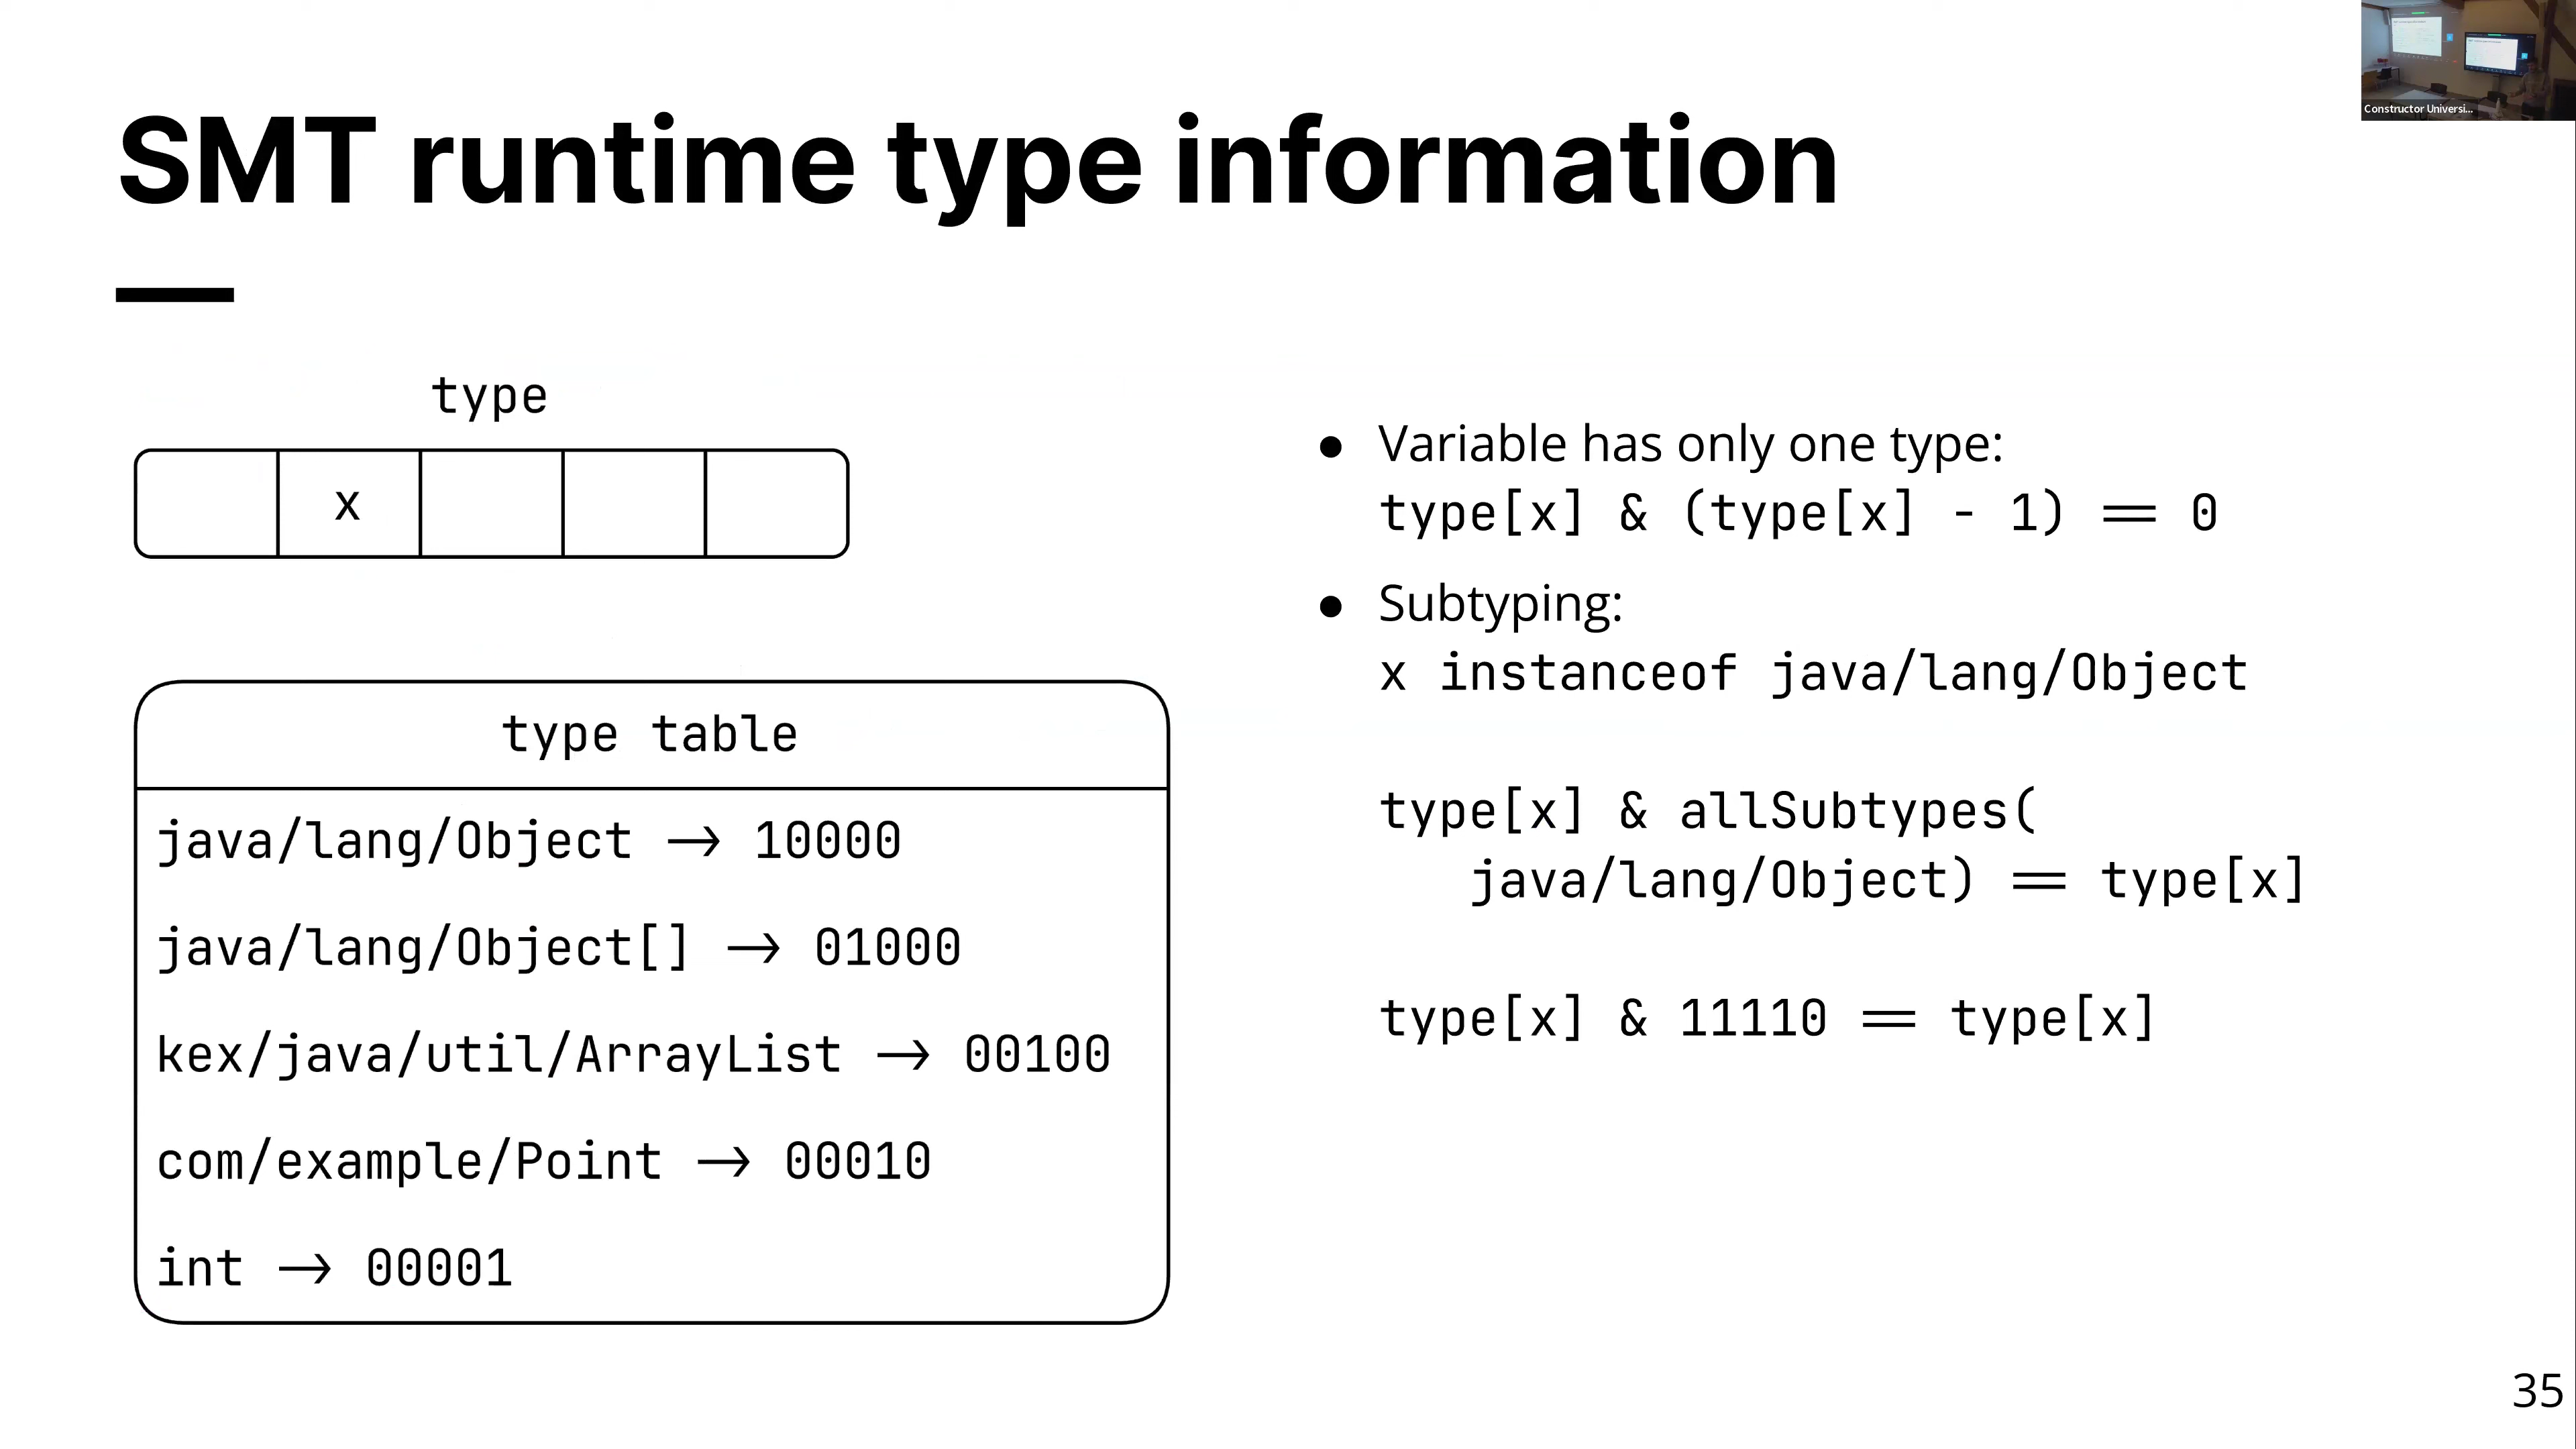 SMT runtime type information
Constructor Universi...
type
x
type table
java/lang/Object → 10000
java/lang/Object[] → 01000
kex/java/util/ArrayList → 00100
com/example/Point → 00010
int → 00001
● Variable has only one type:
type[x] & (type[x] - 1) == 0
● Subtyping:
x instanceof java/lang/Object
type[x] & allSubtypes(
java/lang/Object) == type[x]
type[x] & 11110 == type[x]
35